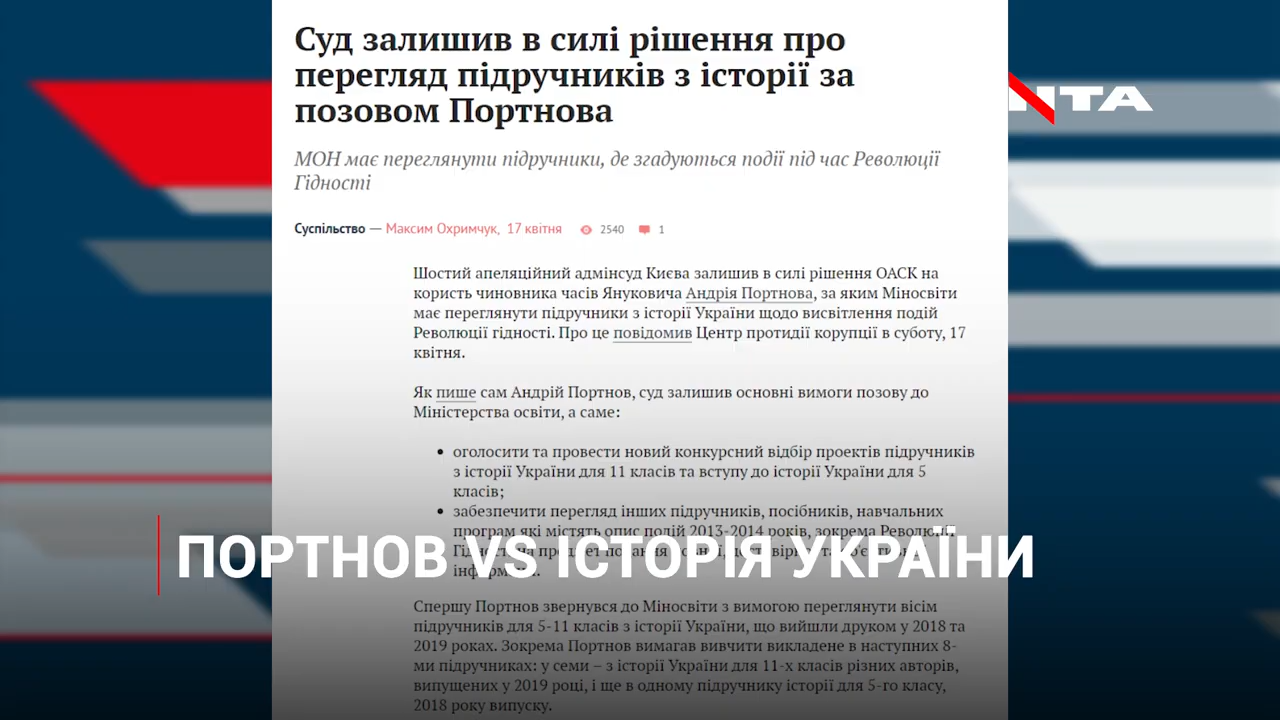 Суд залишив в силі рішення про
перегляд підручників з історії за
позовом Портнова
NTA
МОН має переглянути підручники, де згадуються події під час Революції
Гідності
Суспільство — Максим Охримчук, 17 квітня 2540 1
Шостий апеляційний адмінсуд Києва залишив в силі рішення ОАСК на
користь чиновника часів Януковича Андрія Портнова, за яким Міносвіти
має переглянути підручники з історії України щодо висвітлення подій
Революції гідності. Про це повідомив Центр протидії корупції в суботу, 17
квітня.
Як пише сам Андрій Портнов, суд залишив основні вимоги позову до
Міністерства освіти, а саме:
• оголосити та провести новий конкурсний відбір проектів підручників
з історії України для 11 класів та вступу до історії України для 5
класів;
• забезпечити перегляд інших підручників, посібників, навчальних
програм які містять опис подій 2013-2014 років, зокрема Революції
ПОРТНОВ VS ІСТОРІЯ УКРАЇНИ
Спершу Портнов звернувся до Міносвіти з вимогою переглянути вісім
підручників для 5-11 класів з історії України, що вийшли друком у 2018 та
2019 роках. Зокрема Портнов вимагав вивчити викладене в наступних 8-
ми підручниках: у семи – з історії України для 11-х класів різних авторів,
випущених у 2019 році, і ще в одному підручнику історії для 5-го класу,
2018 року випуску.